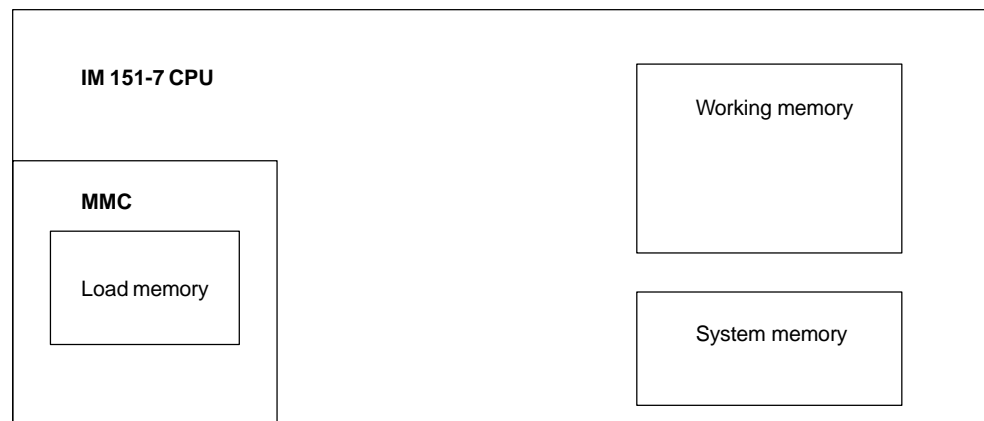 IM 151-7 CPU
Working memory
MMC
Load memory
System memory